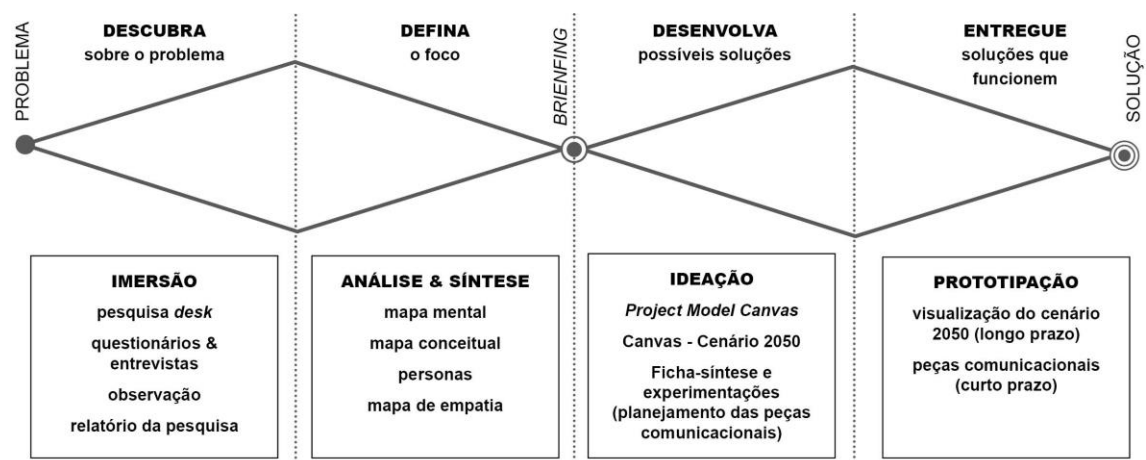 PROBLEMA
DESCUBRA
sobre o problema
DEFINA
o foco
BRIENFING
DESENVOLVA
possíveis soluções
ENTREGUE
soluções que
funcionem
SOLUÇÃO
IMERSÃO
pesquisa desk
questionários &
entrevistas
observação
relatório da pesquisa
ANÁLISE & SÍNTESE
mapa mental
mapa conceitual
personas
mapa de empatia
IDEAÇÃO
Project Model Canvas
Canvas - Cenário 2050
Ficha-síntese e
experimentações
(planejamento das peças
comunicacionais)
PROTOTIPAÇÃO
visualização do cenário
2050 (longo prazo)
peças comunicacionais
(curto prazo)